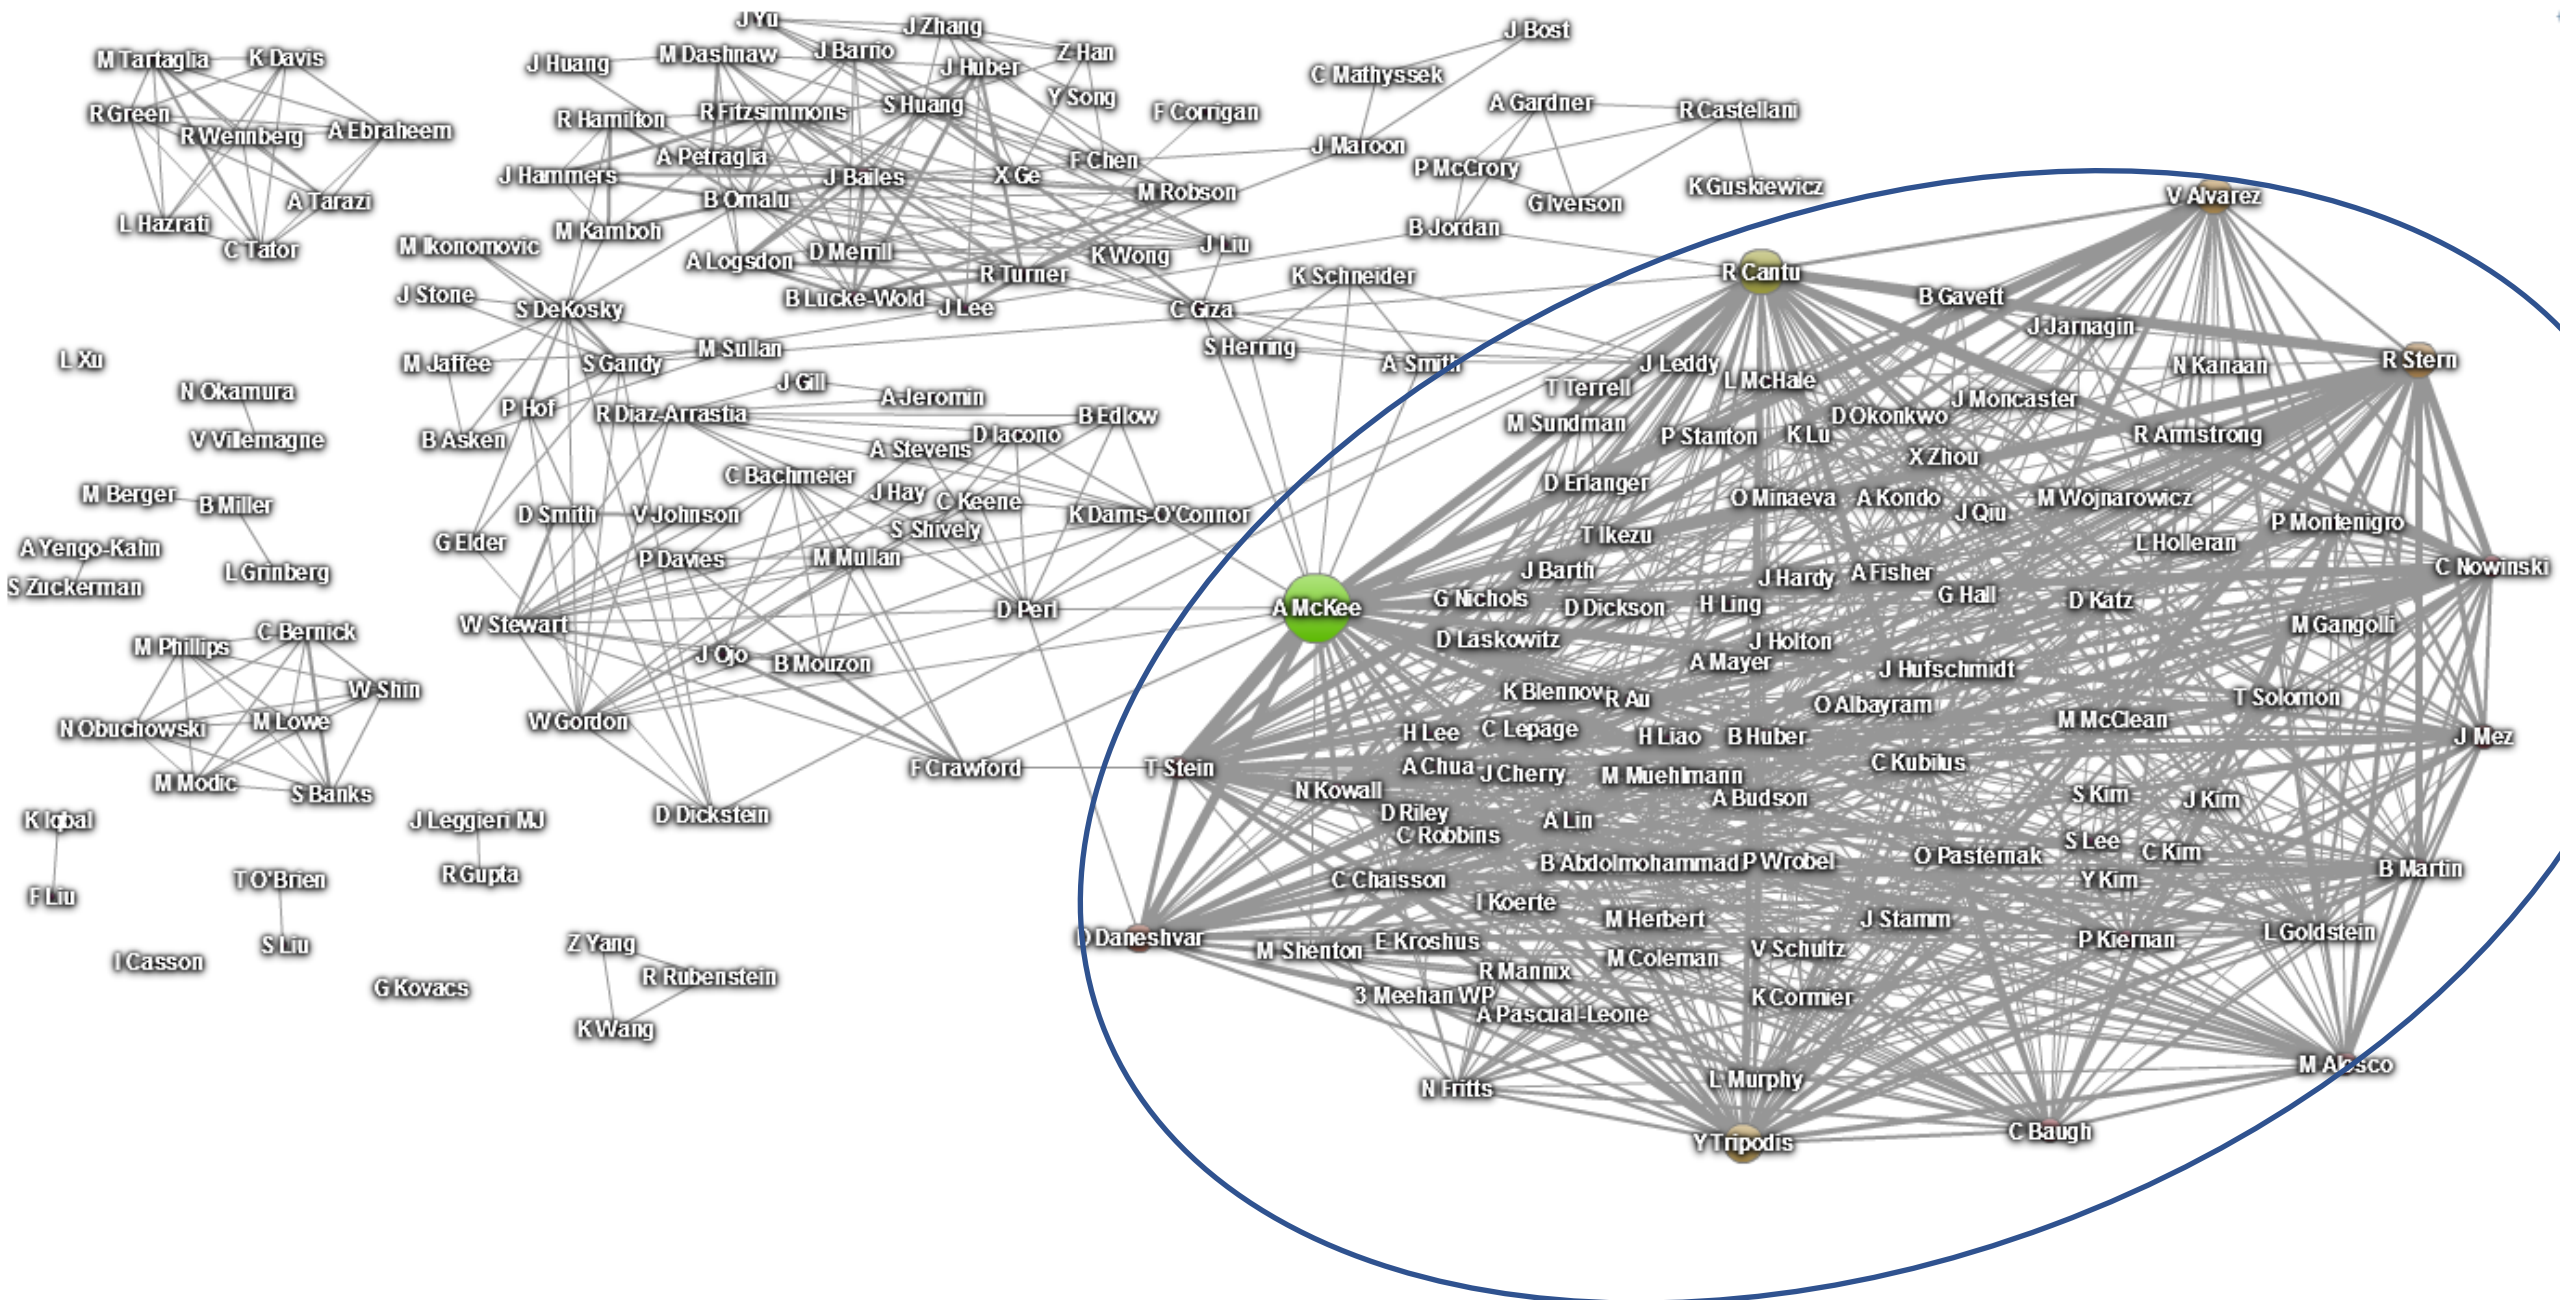 J Yu
J Zhang
J Bost
M Tartaglia
K Davis
J Huang
M Dashnaw
J Barrio
J Huber
Z Han
C Mathyssek
R Green
R Wennberg
A Ebraheem
R Hamilton
R Fitzsimmons
S Huang
Y Song
F Corrigan
A Gardner
R Castellani
A Petraglia
J Hammers
J Bailes
X Ge
F Chen
J Maroon
P McCrory
K Guskiewicz
A Tarazi
L Hazrati
C Tator
B Omalu
M Robson
G Iverson
V Alvarez
M Ikonomovic
M Kamboh
A Logsdon
D Merrill
R Turner
K Wong
J Liu
B Jordan
J Stone
S DeKosky
B Lucke-Wold
J Lee
C Giza
K Schneider
R Cantu
B Gavett
J Jarnagin
L Xu
M Jaffee
S Gandy
M Sullan
S Herring
A Smith
J Leddy
L McHale
N Kanaan
R Stern
N Okamura
V Villemagne
P Hof
R Diaz-Arrastia
J Gill
A Jeromin
B Edlow
T Terrell
M Sundman
D Okonkwo
J Moncaster
B Asken
A Stevens
D Iacono
P Stanton
K Lu
R Armstrong
X Zhou
M Berger
B Miller
C Bachmeier
J Hay
C Keene
D Erlanger
O Minaeva
A Kondo
J Qiu
M Wojnarowicz
D Smith
V Johnson
S Shively
K Dams-O'Connor
P Montenigro
A Yengo-Kahn
G Elder
P Davies
M Mullan
T Ikezu
L Holleran
S Zuckerman
L Grinberg
J Barth
J Hardy
A Fisher
C Nowinski
W Stewart
D Perl
A McKee
G Nichols
D Dickson
H Ling
G Hall
D Katz
M Phillips
C Bernick
J Ojo
B Mouzon
D Laskowitz
J Holton
A Mayer
J Hufschmidt
M Gangolli
W Shin
K Blennow
R Au
O Albayram
T Solomon
N Obuchowski
M Lowe
W Gordon
H Lee
C Lepage
H Liao
B Huber
M McClean
J Mez
M Modic
S Banks
F Crawford
T Stein
A Chua
J Cherry
M Muehlmann
C Kubilus
N Kowall
A Budson
S Kim
J Kim
K Iqbal
J Leggieri MJ
D Dickstein
D Riley
C Robbins
A Lin
S Lee
C Kim
F Liu
T O'Brien
R Gupta
C Chaisson
B Abdolmohammad
P Wrobel
O Pasternak
Y Kim
B Martin
I Koerte
M Herbert
J Stamm
I Casson
S Liu
Z Yang
D Daneshvar
M Shenton
E Kroshus
V Schultz
P Kiernan
L Goldstein
G Kovacs
R Rubenstein
R Mannix
M Coleman
3 Meehan WP
K Cormier
K Wang
A Pascual-Leone
N Fritts
L Murphy
M Alosco
Y Tripodis
C Baugh